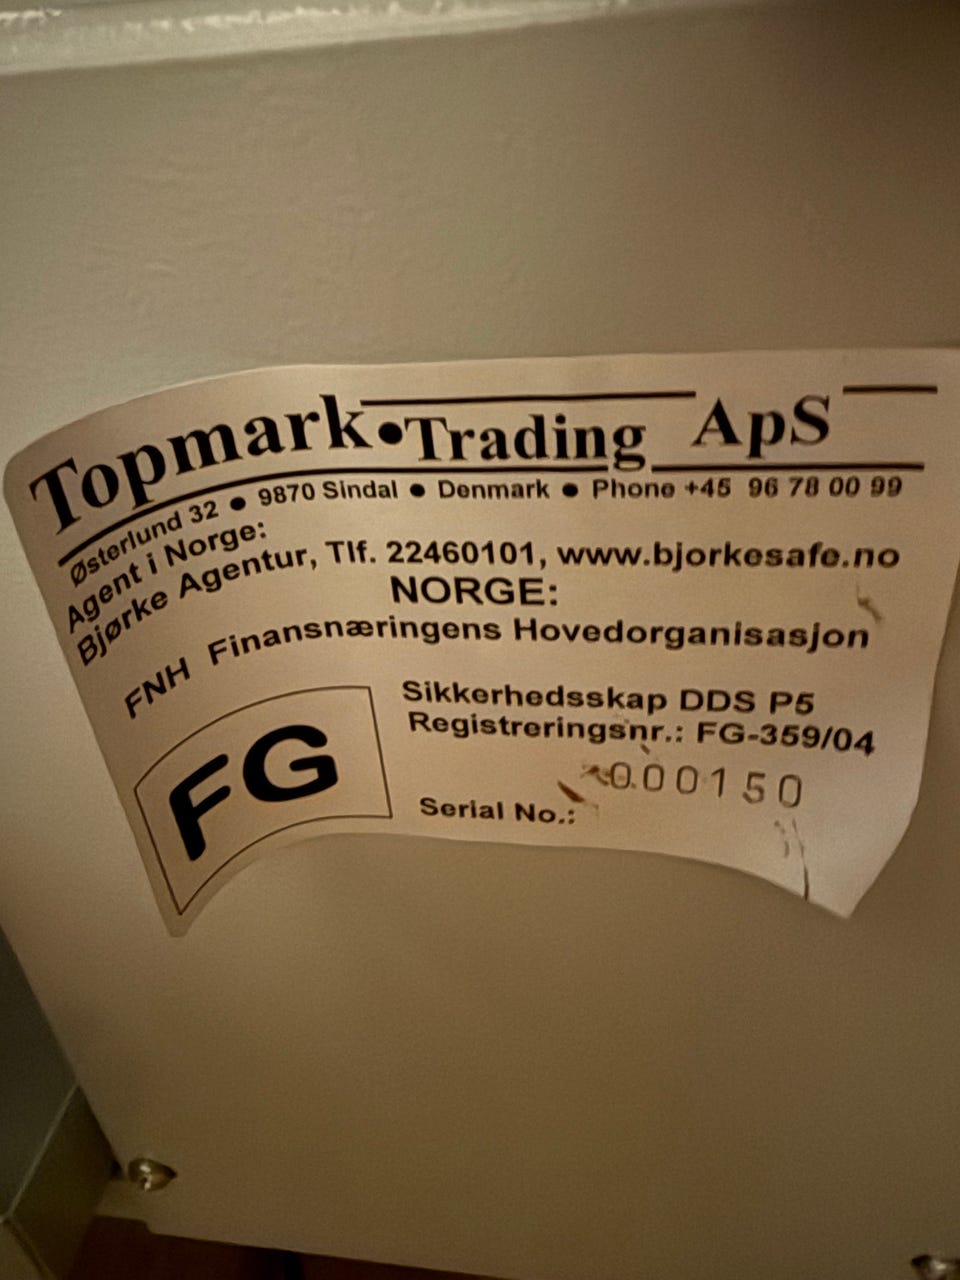 Topmark•Trading ApS
Østerlund 32 • 9870 Sindal • Denmark • Phone +45 96 78 00 99
Agent i Norge:
Bjørke Agentur, Tlf. 22460101, www.bjorkesafe.no
NORGE:
FNH Finansnæringens Hovedorganisasjon
FG
Sikkerhedsskap DDS P5
Registreringsnr.: FG-359/04
000150
Serial No.: